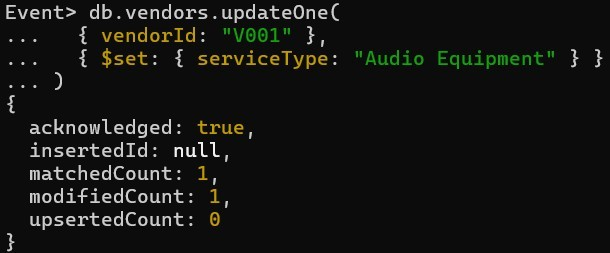 Event> db.vendors.updateOne(
...   { vendorId: "V001" },
...   { $set: { serviceType: "Audio Equipment" } }
... )
{
  acknowledged: true,
  insertedId: null,
  matchedCount: 1,
  modifiedCount: 1,
  upsertedCount: 0
}